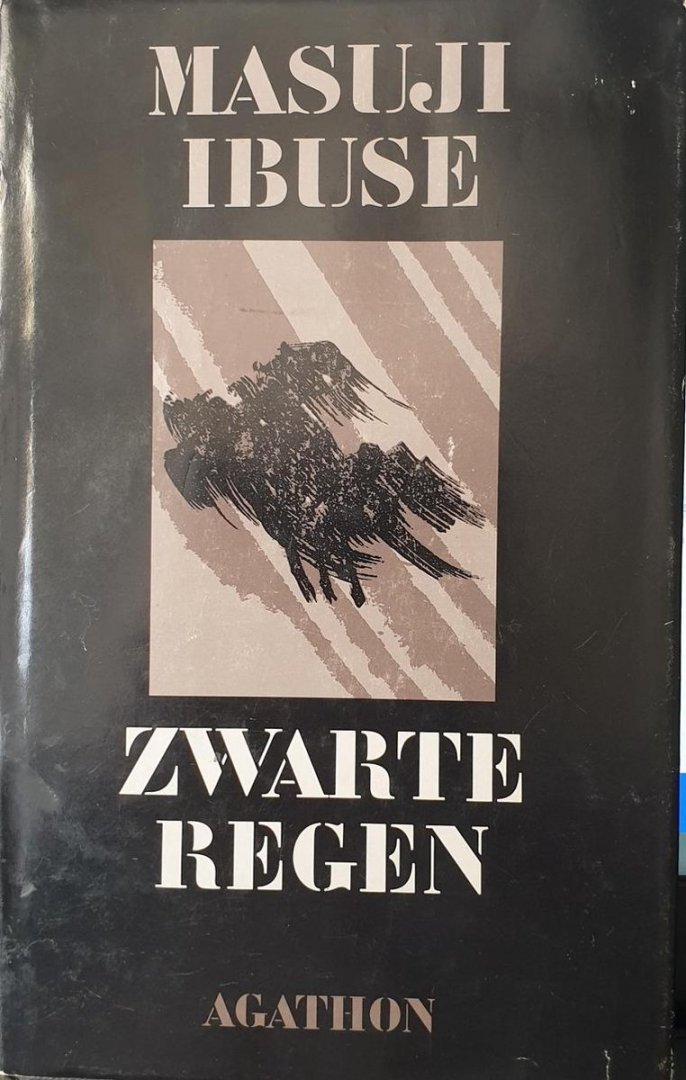 MASUJI
IBUSE
ZWARTE
REGEN
AGATHON